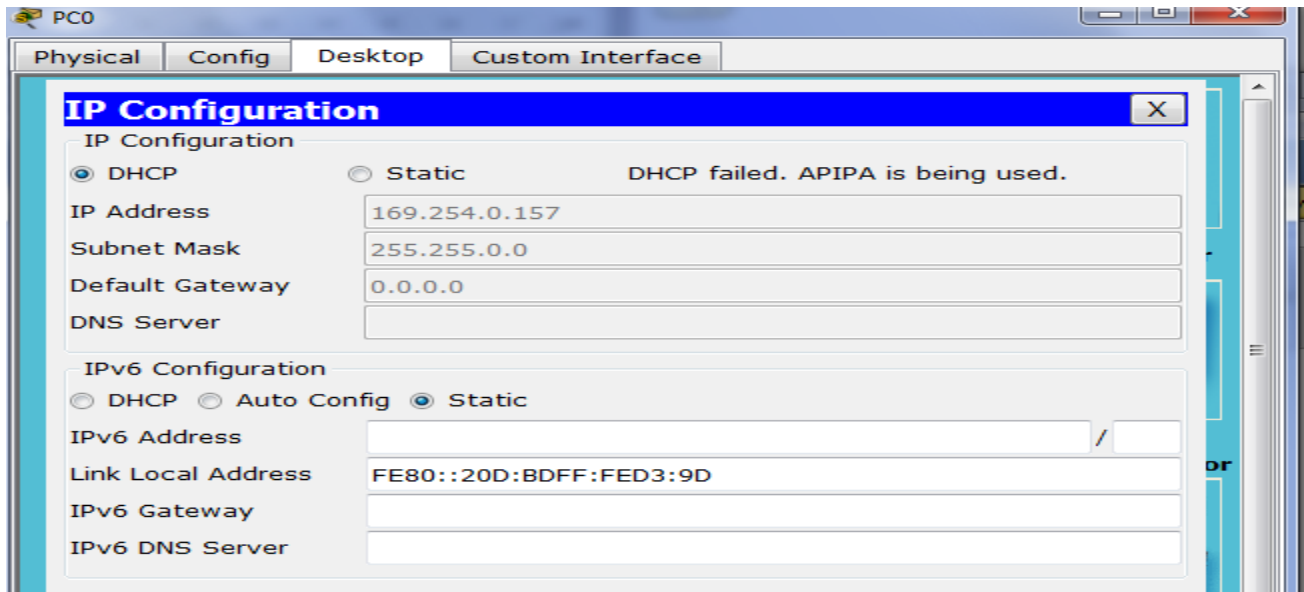 PC0
Physical Config Desktop Custom Interface
IP Configuration X
IP Configuration
DHCP Static DHCP failed. APIPA is being used.
IP Address 169.254.0.157
Subnet Mask 255.255.0.0
Default Gateway 0.0.0.0
DNS Server
IPv6 Configuration
DHCP Auto Config Static
IPv6 Address /
Link Local Address FE80::20D:BDFF:FED3:9D
or
IPv6 Gateway
IPv6 DNS Server